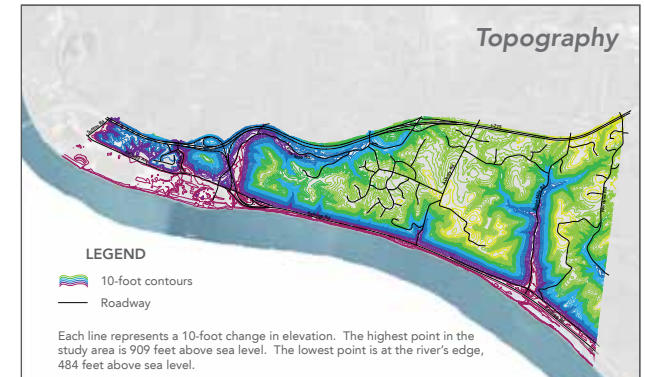 Topography
LEGEND
10-foot contours
Roadway
Each line represents a 10-foot change in elevation. The highest point in the
study area is 909 feet above sea level. The lowest point is at the river's edge,
484 feet above sea level.